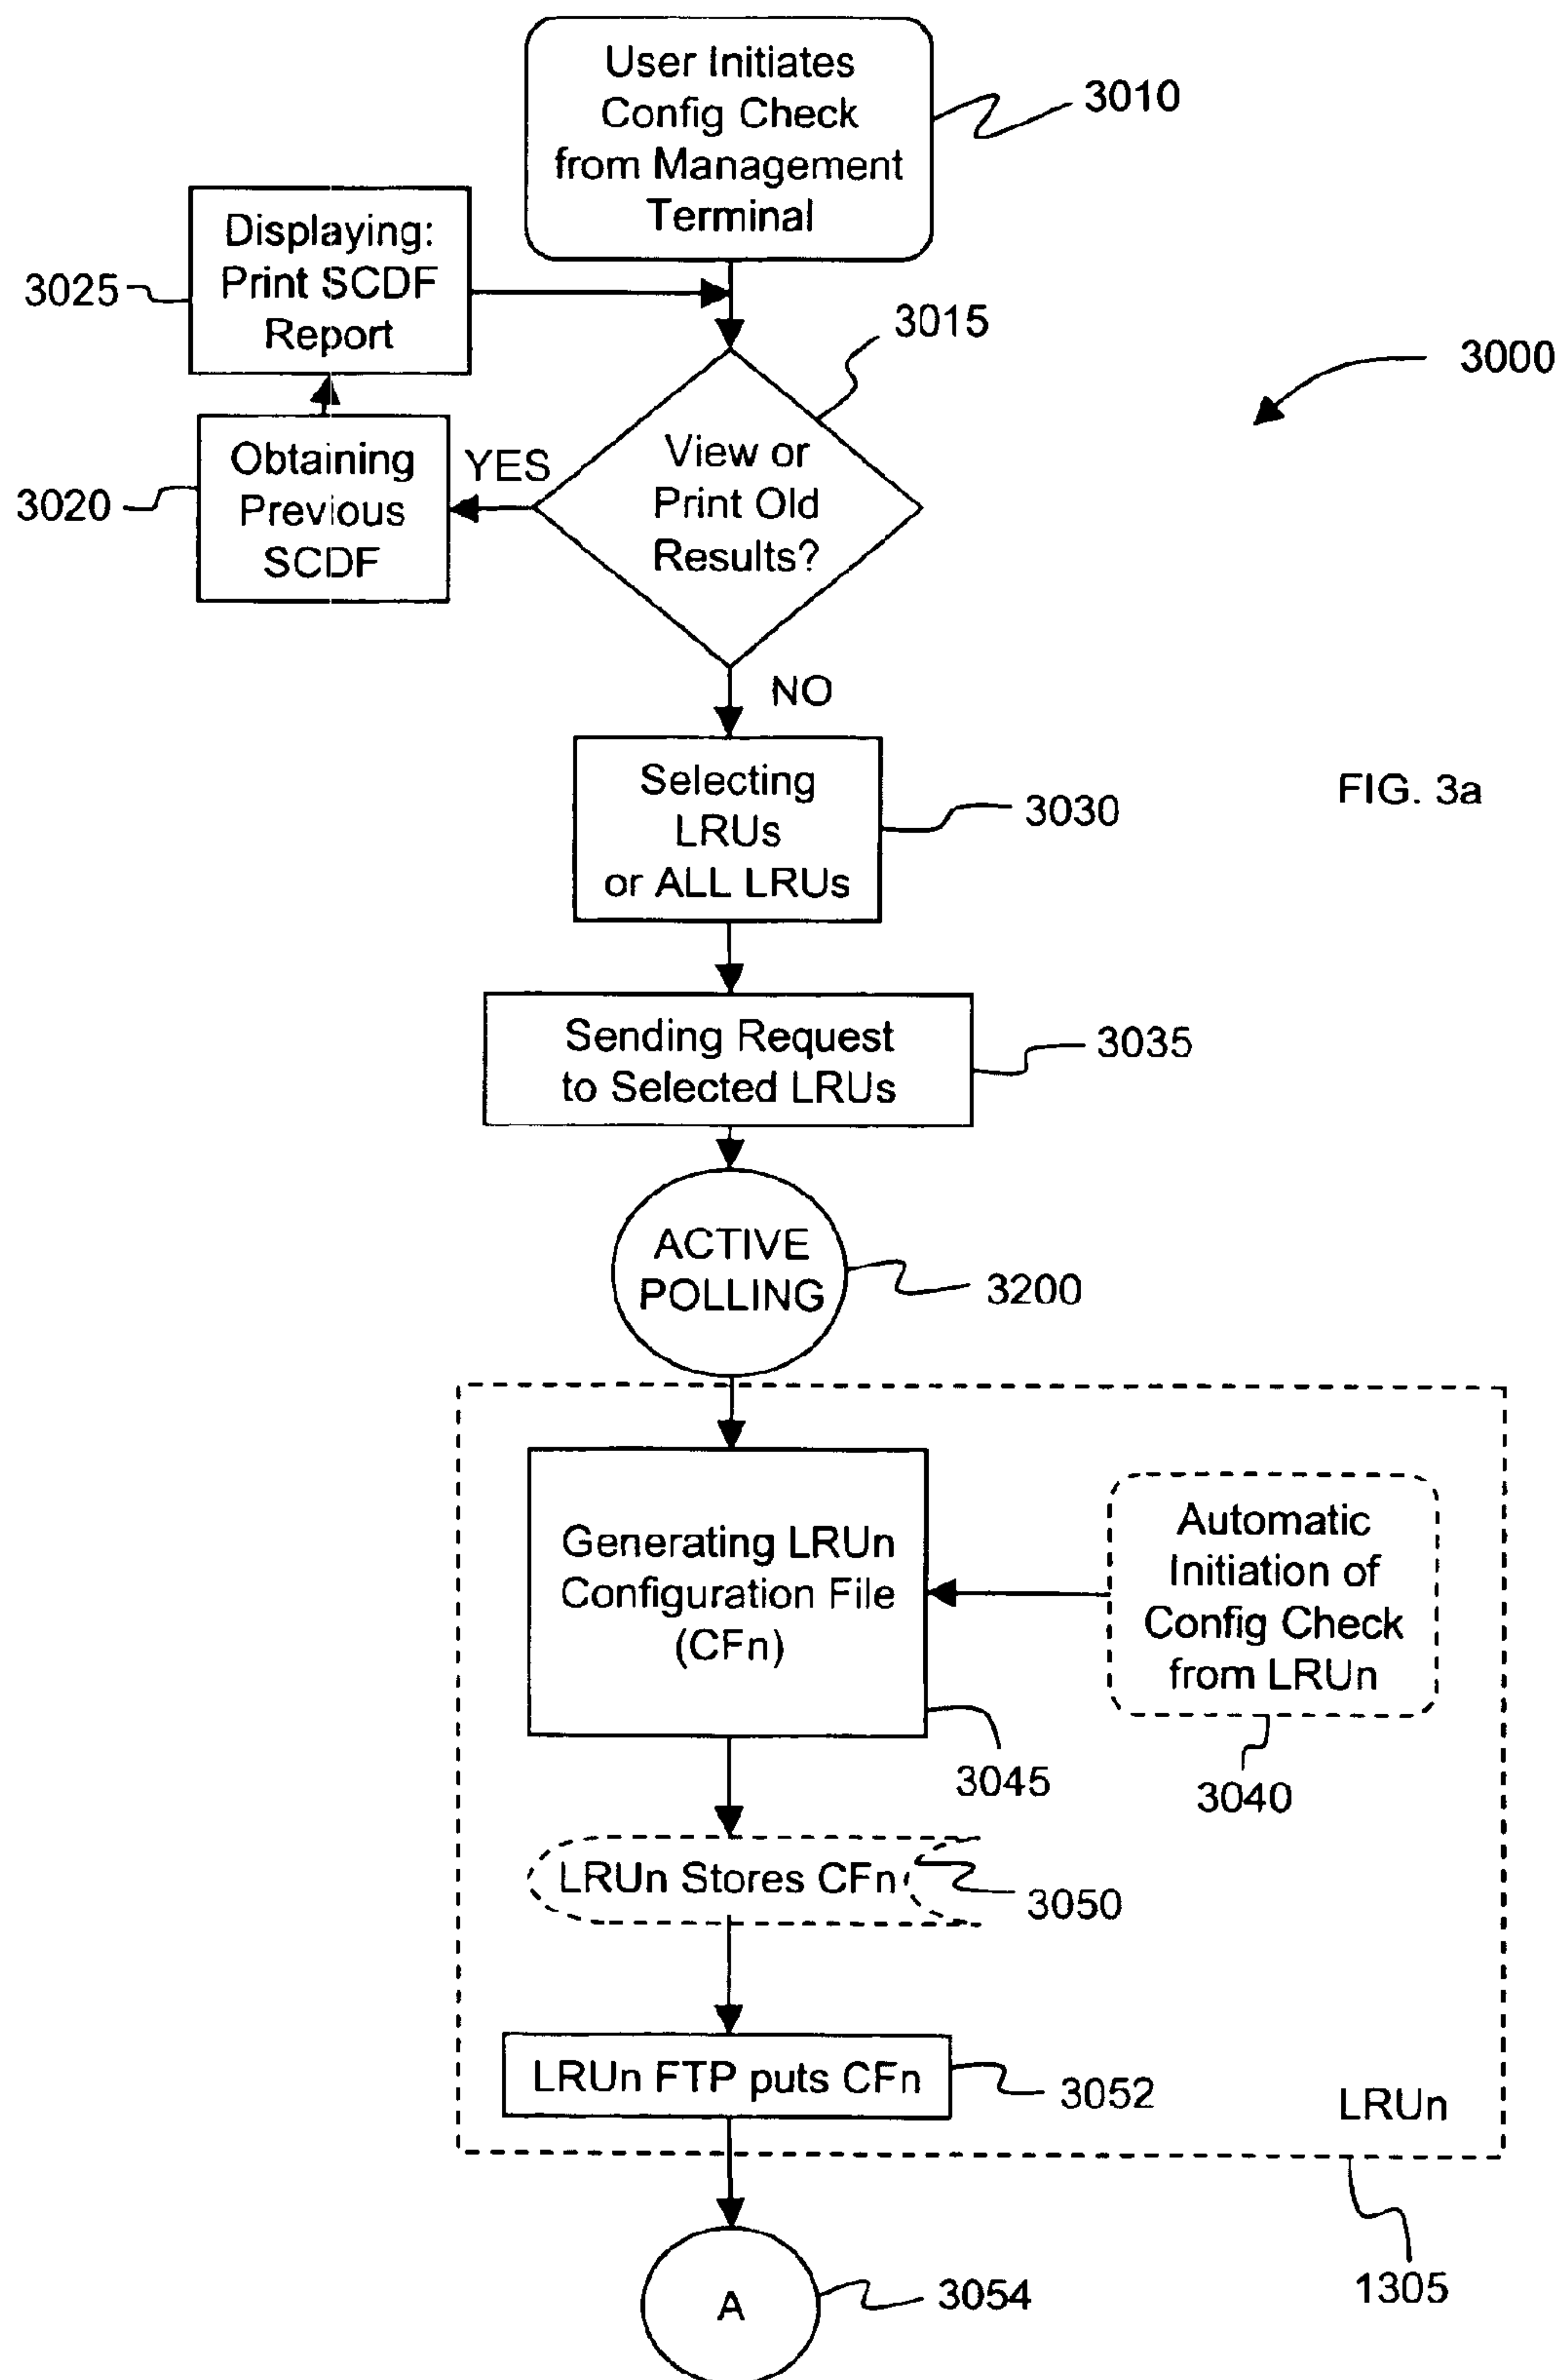 User Initiates
Config Check
from Management
Terminal
3010
Displaying:
Print SCDF
Report
3025
3015
3000
View or
Print Old
Results?
YES
Obtaining
Previous
SCDF
3020
NO
Selecting
LRUs
or ALL LRUs
3030
FIG. 3a
Sending Request
to Selected LRUs
3035
ACTIVE
POLLING
3200
Generating LRUn
Configuration File
(CFn)
3045
Automatic
Initiation of
Config Check
from LRUn
3040
LRUn Stores CFn
3050
LRUn FTP puts CFn
3052
LRUn
1305
A
3054